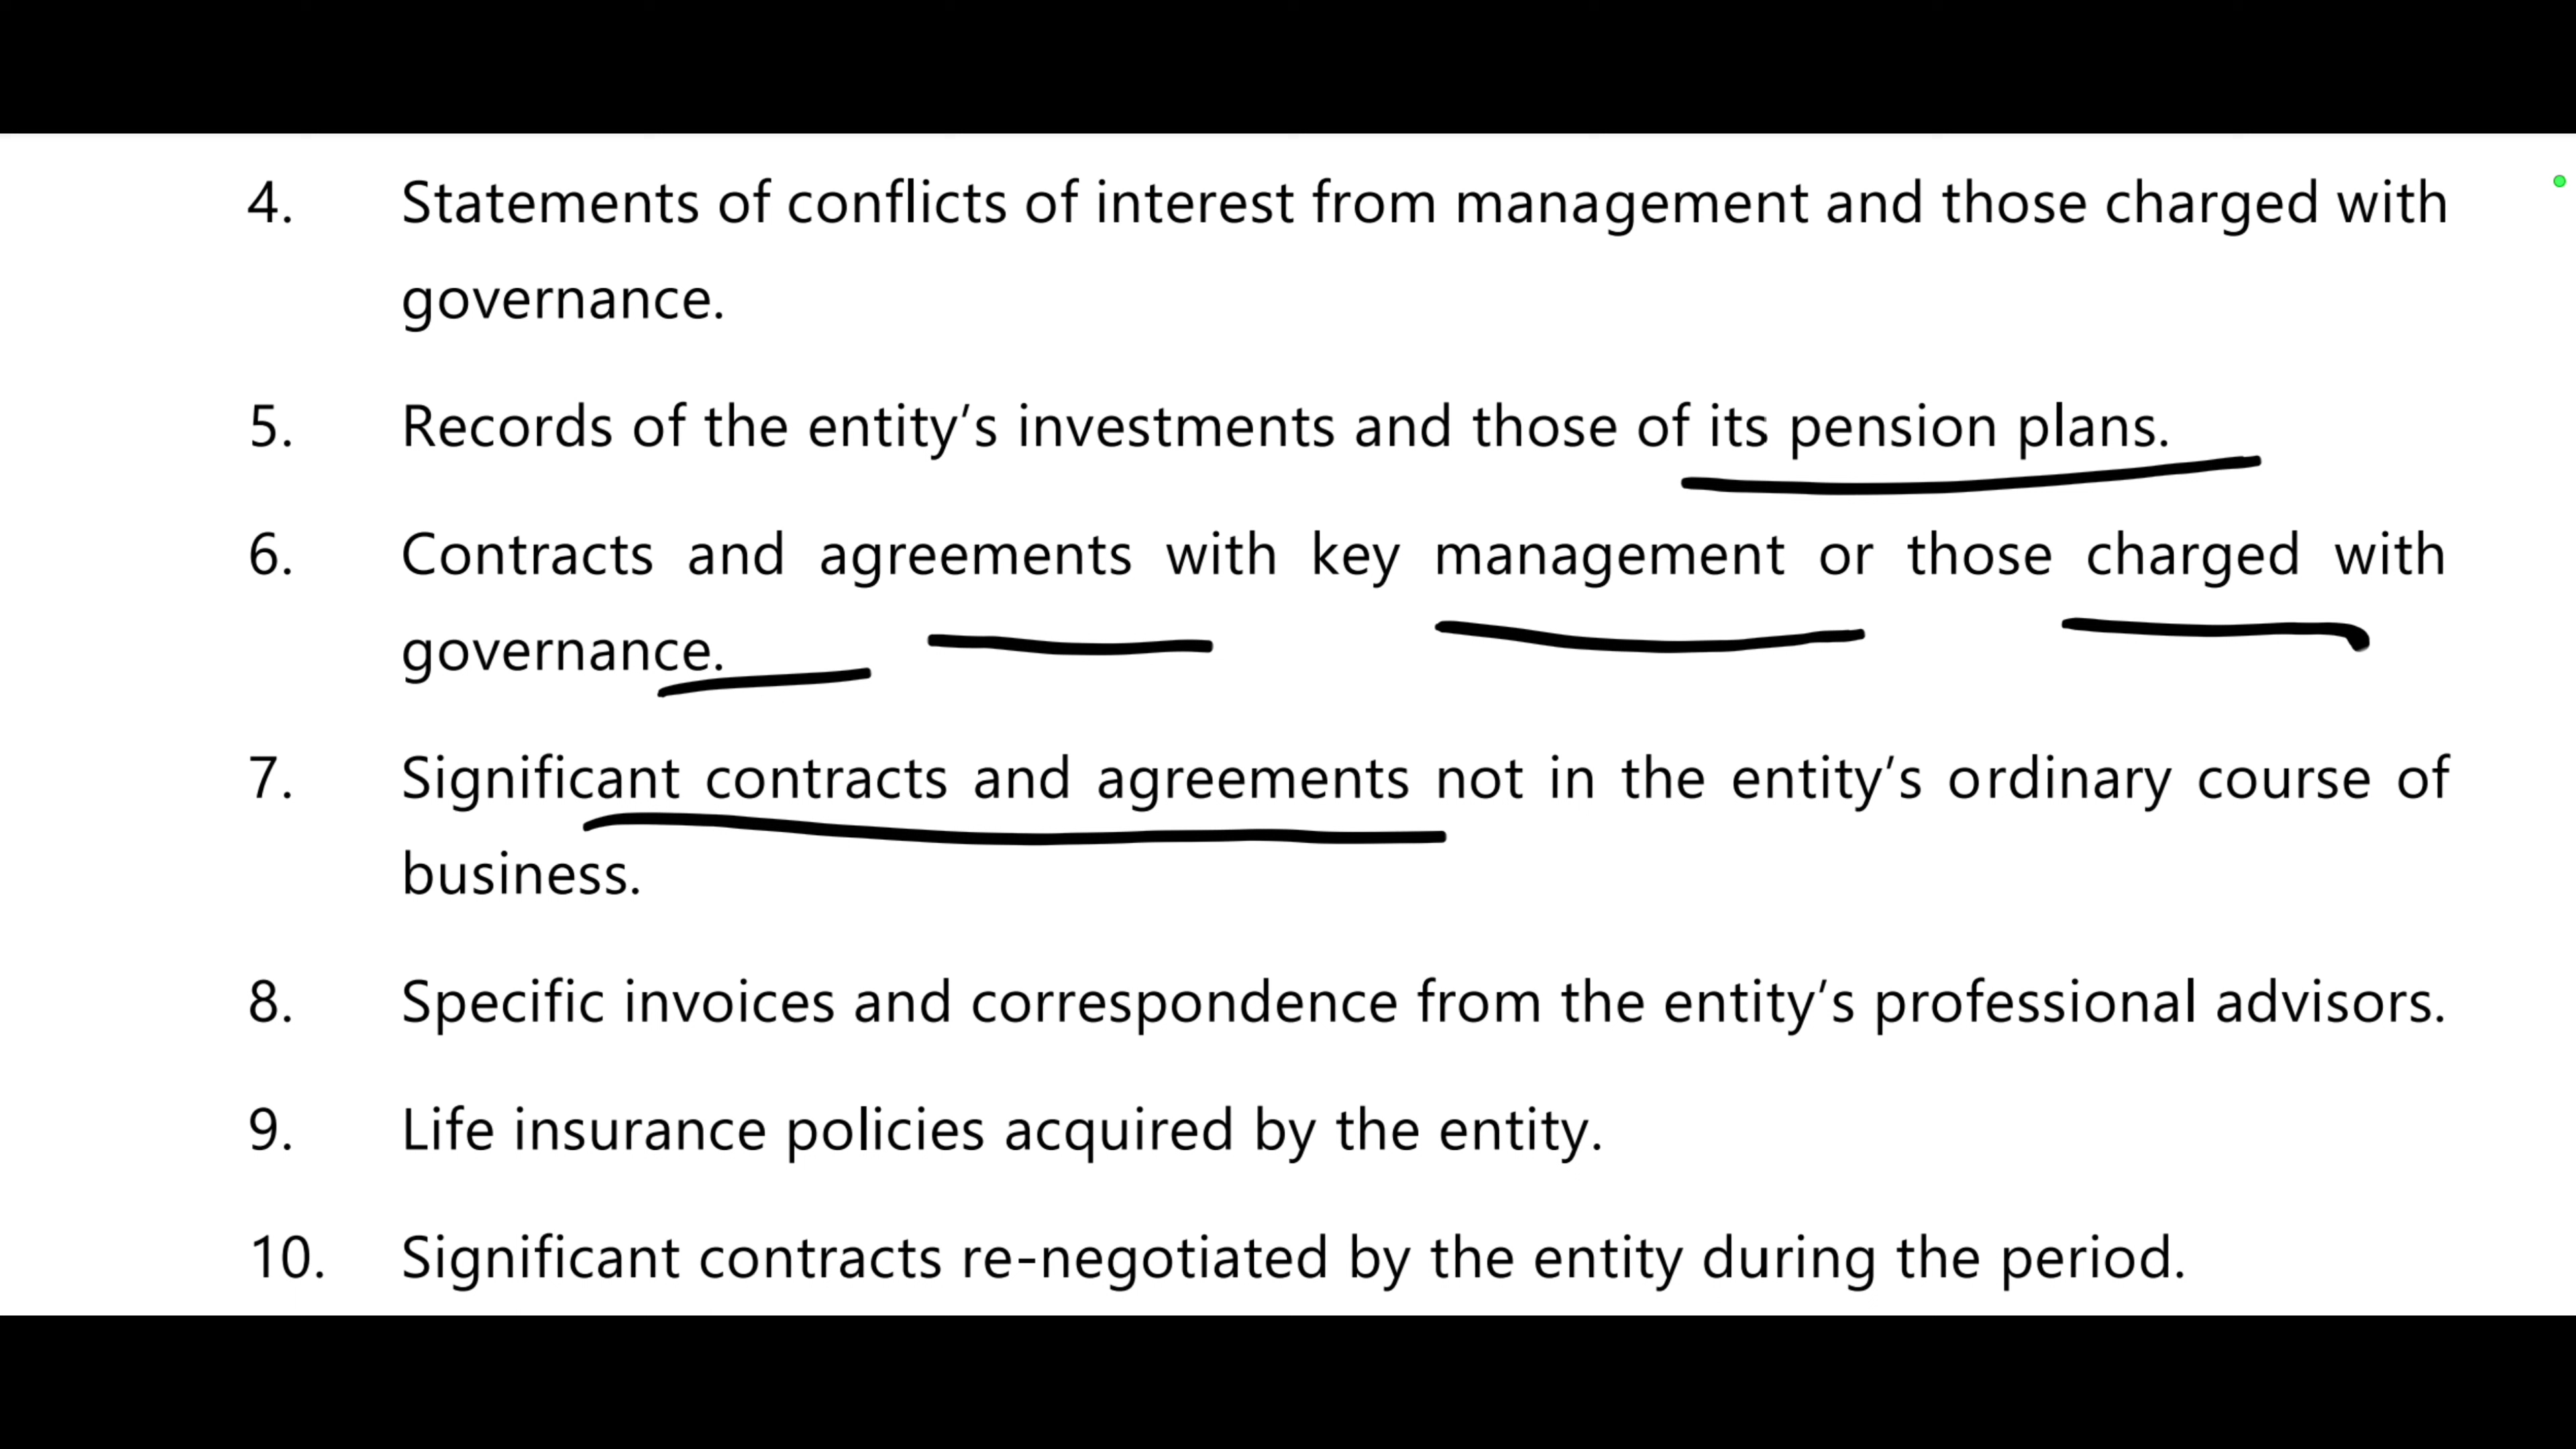 4. Statements of conflicts of interest from management and those charged with
governance.
5. Records of the entity’s investments and those of its pension plans.
6. Contracts and agreements with key management or those charged with
governance.
7. Significant contracts and agreements not in the entity’s ordinary course of
business.
8. Specific invoices and correspondence from the entity’s professional advisors.
9. Life insurance policies acquired by the entity.
10. Significant contracts re-negotiated by the entity during the period.